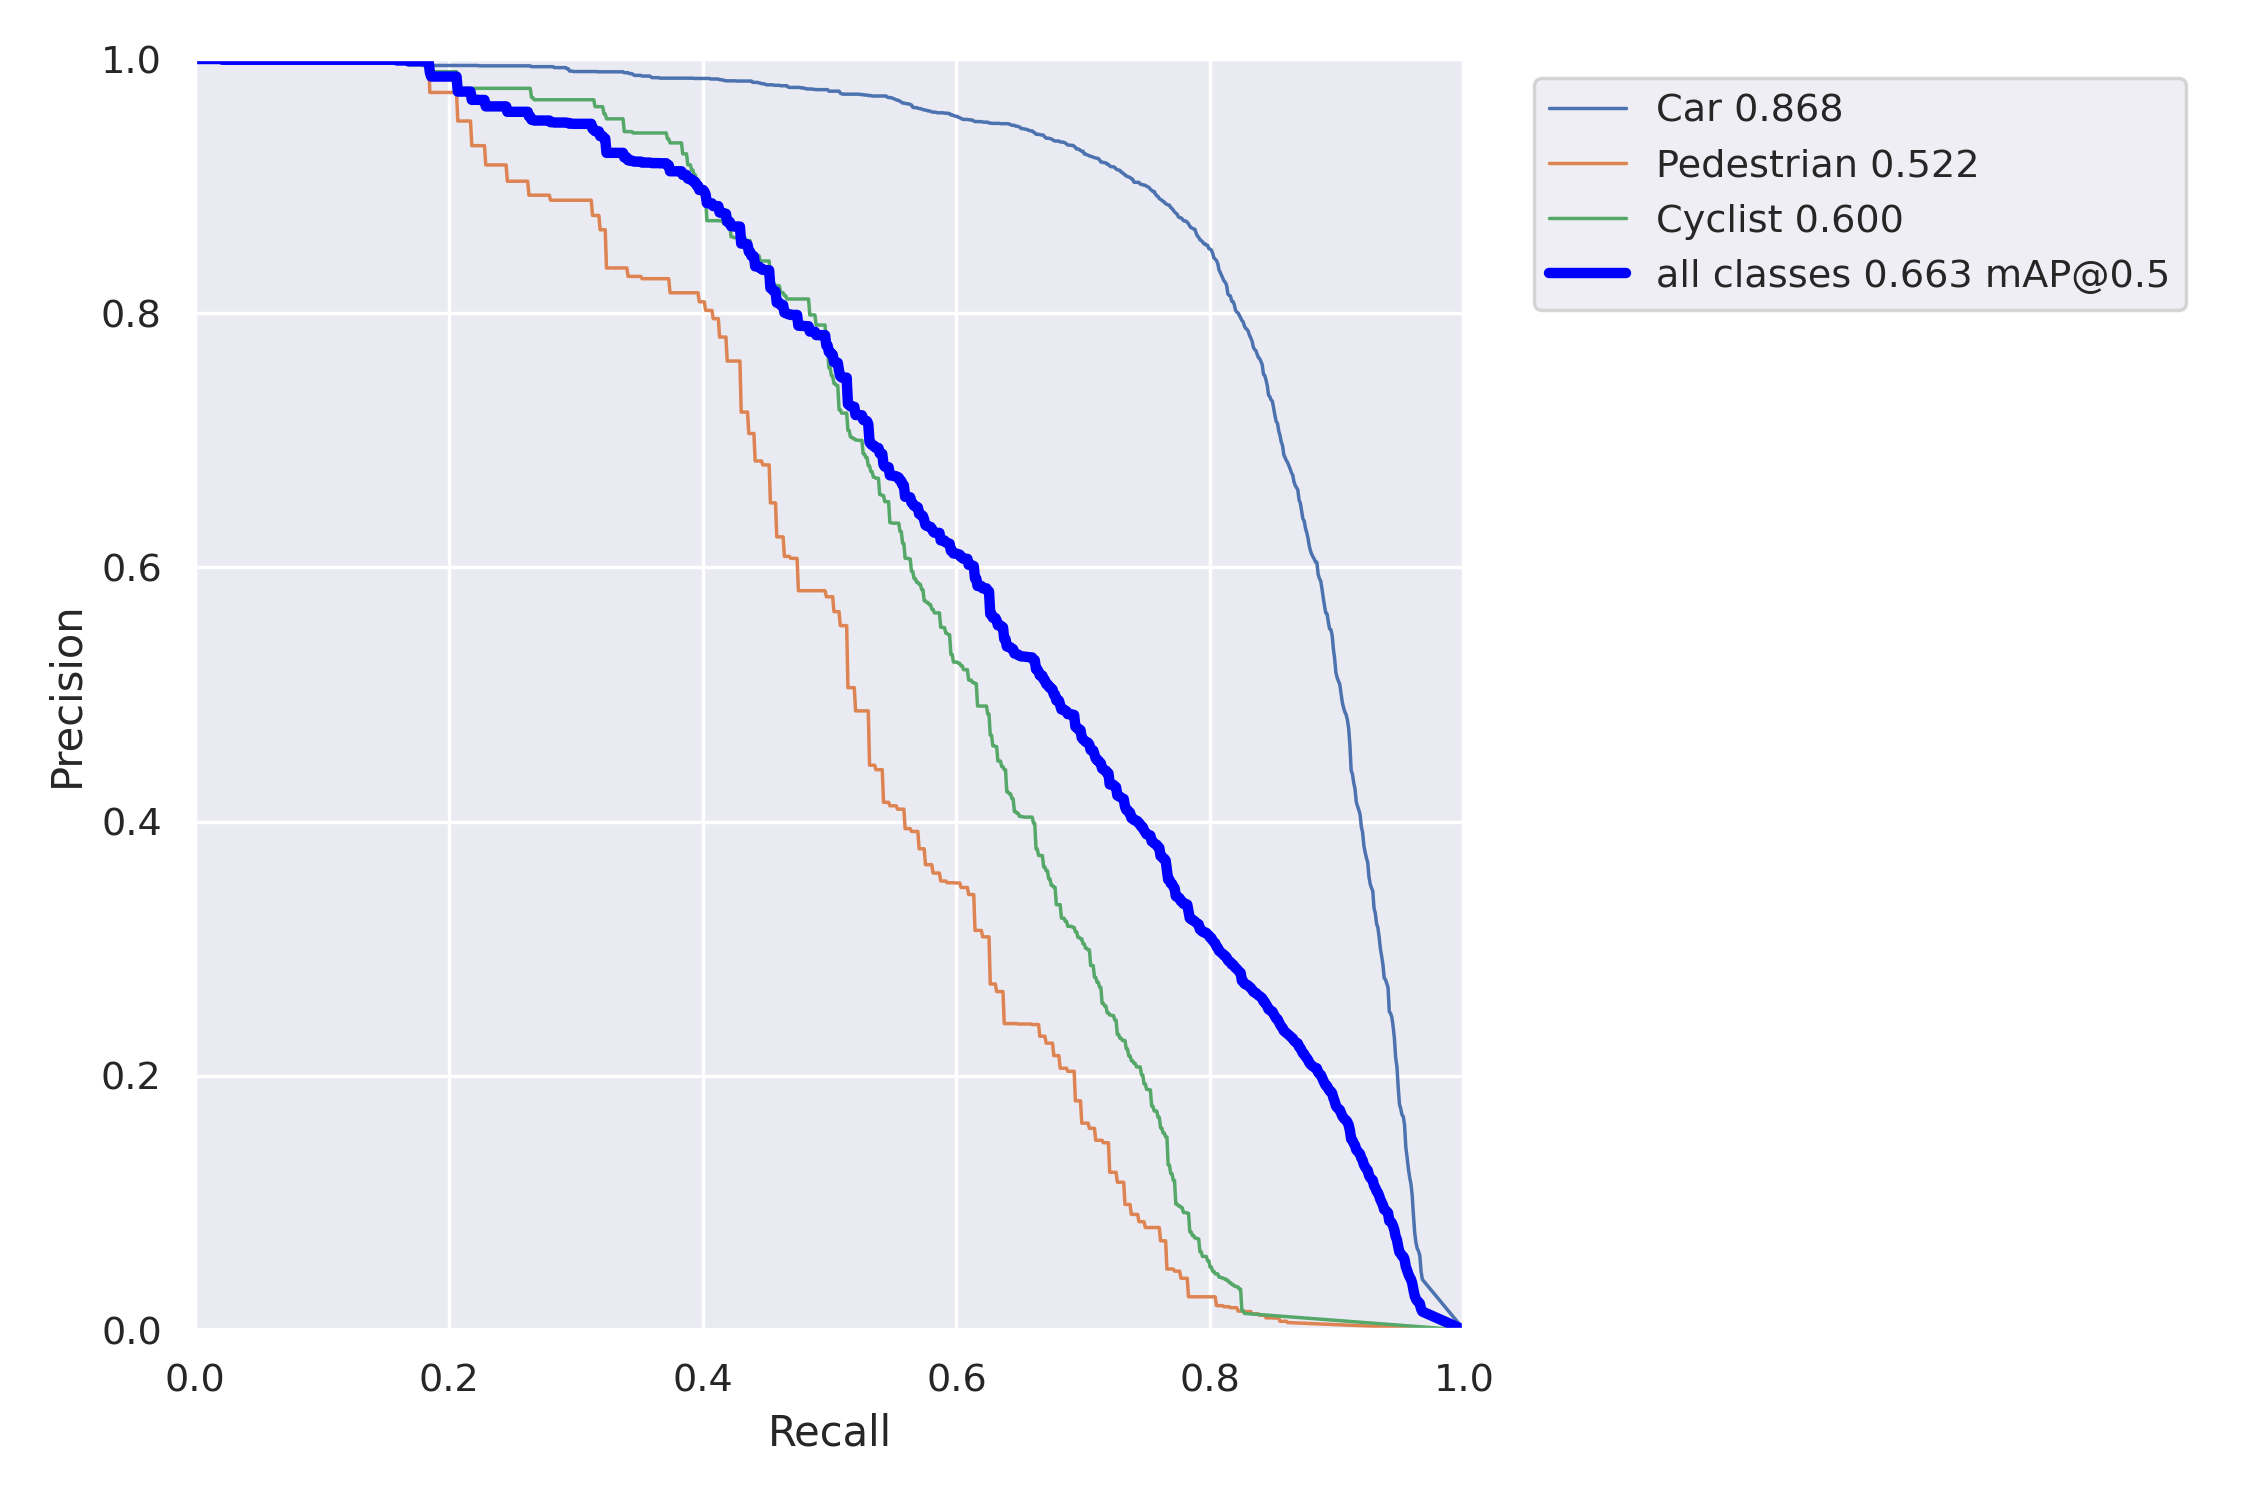 1.0
0.8
0.6
0.4
0.2
0.0
0.0 0.2 0.4 0.6 0.8 1.0
Precision
Recall
Car 0.868
Pedestrian 0.522
Cyclist 0.600
all classes 0.663 mAP@0.5